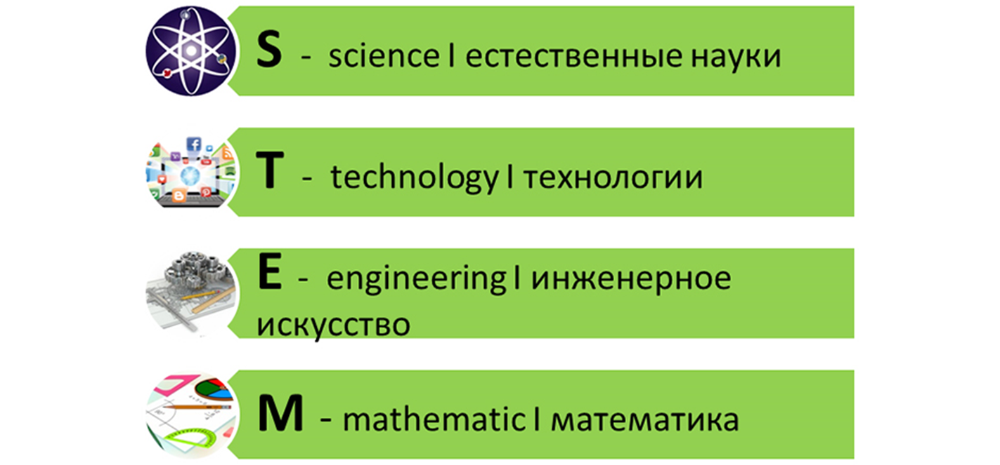 S - science I естественные науки
T - technology I технологии
E - engineering I инженерное
искусство
M - mathematic I математика